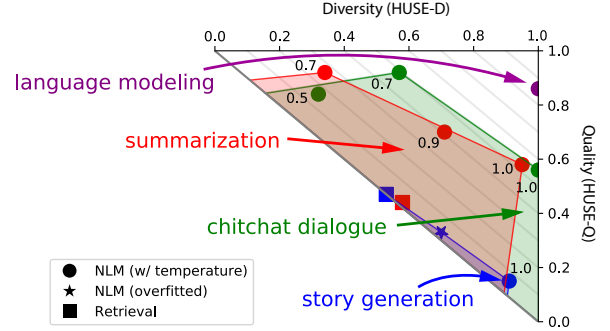 Diversity (HUSE-D)
0.0 0.2 0.4 0.6 0.8 1.0
1.0
0.7
language modeling
0.7
0.5
0.8
summarization
0.9
0.6
1.0
1.0
Quality (HUSE-Q)
0.4
chitchat dialogue
NLM (w/ temperature)
NLM (overfitted)
Retrieval
1.0
0.2
story generation
0.0